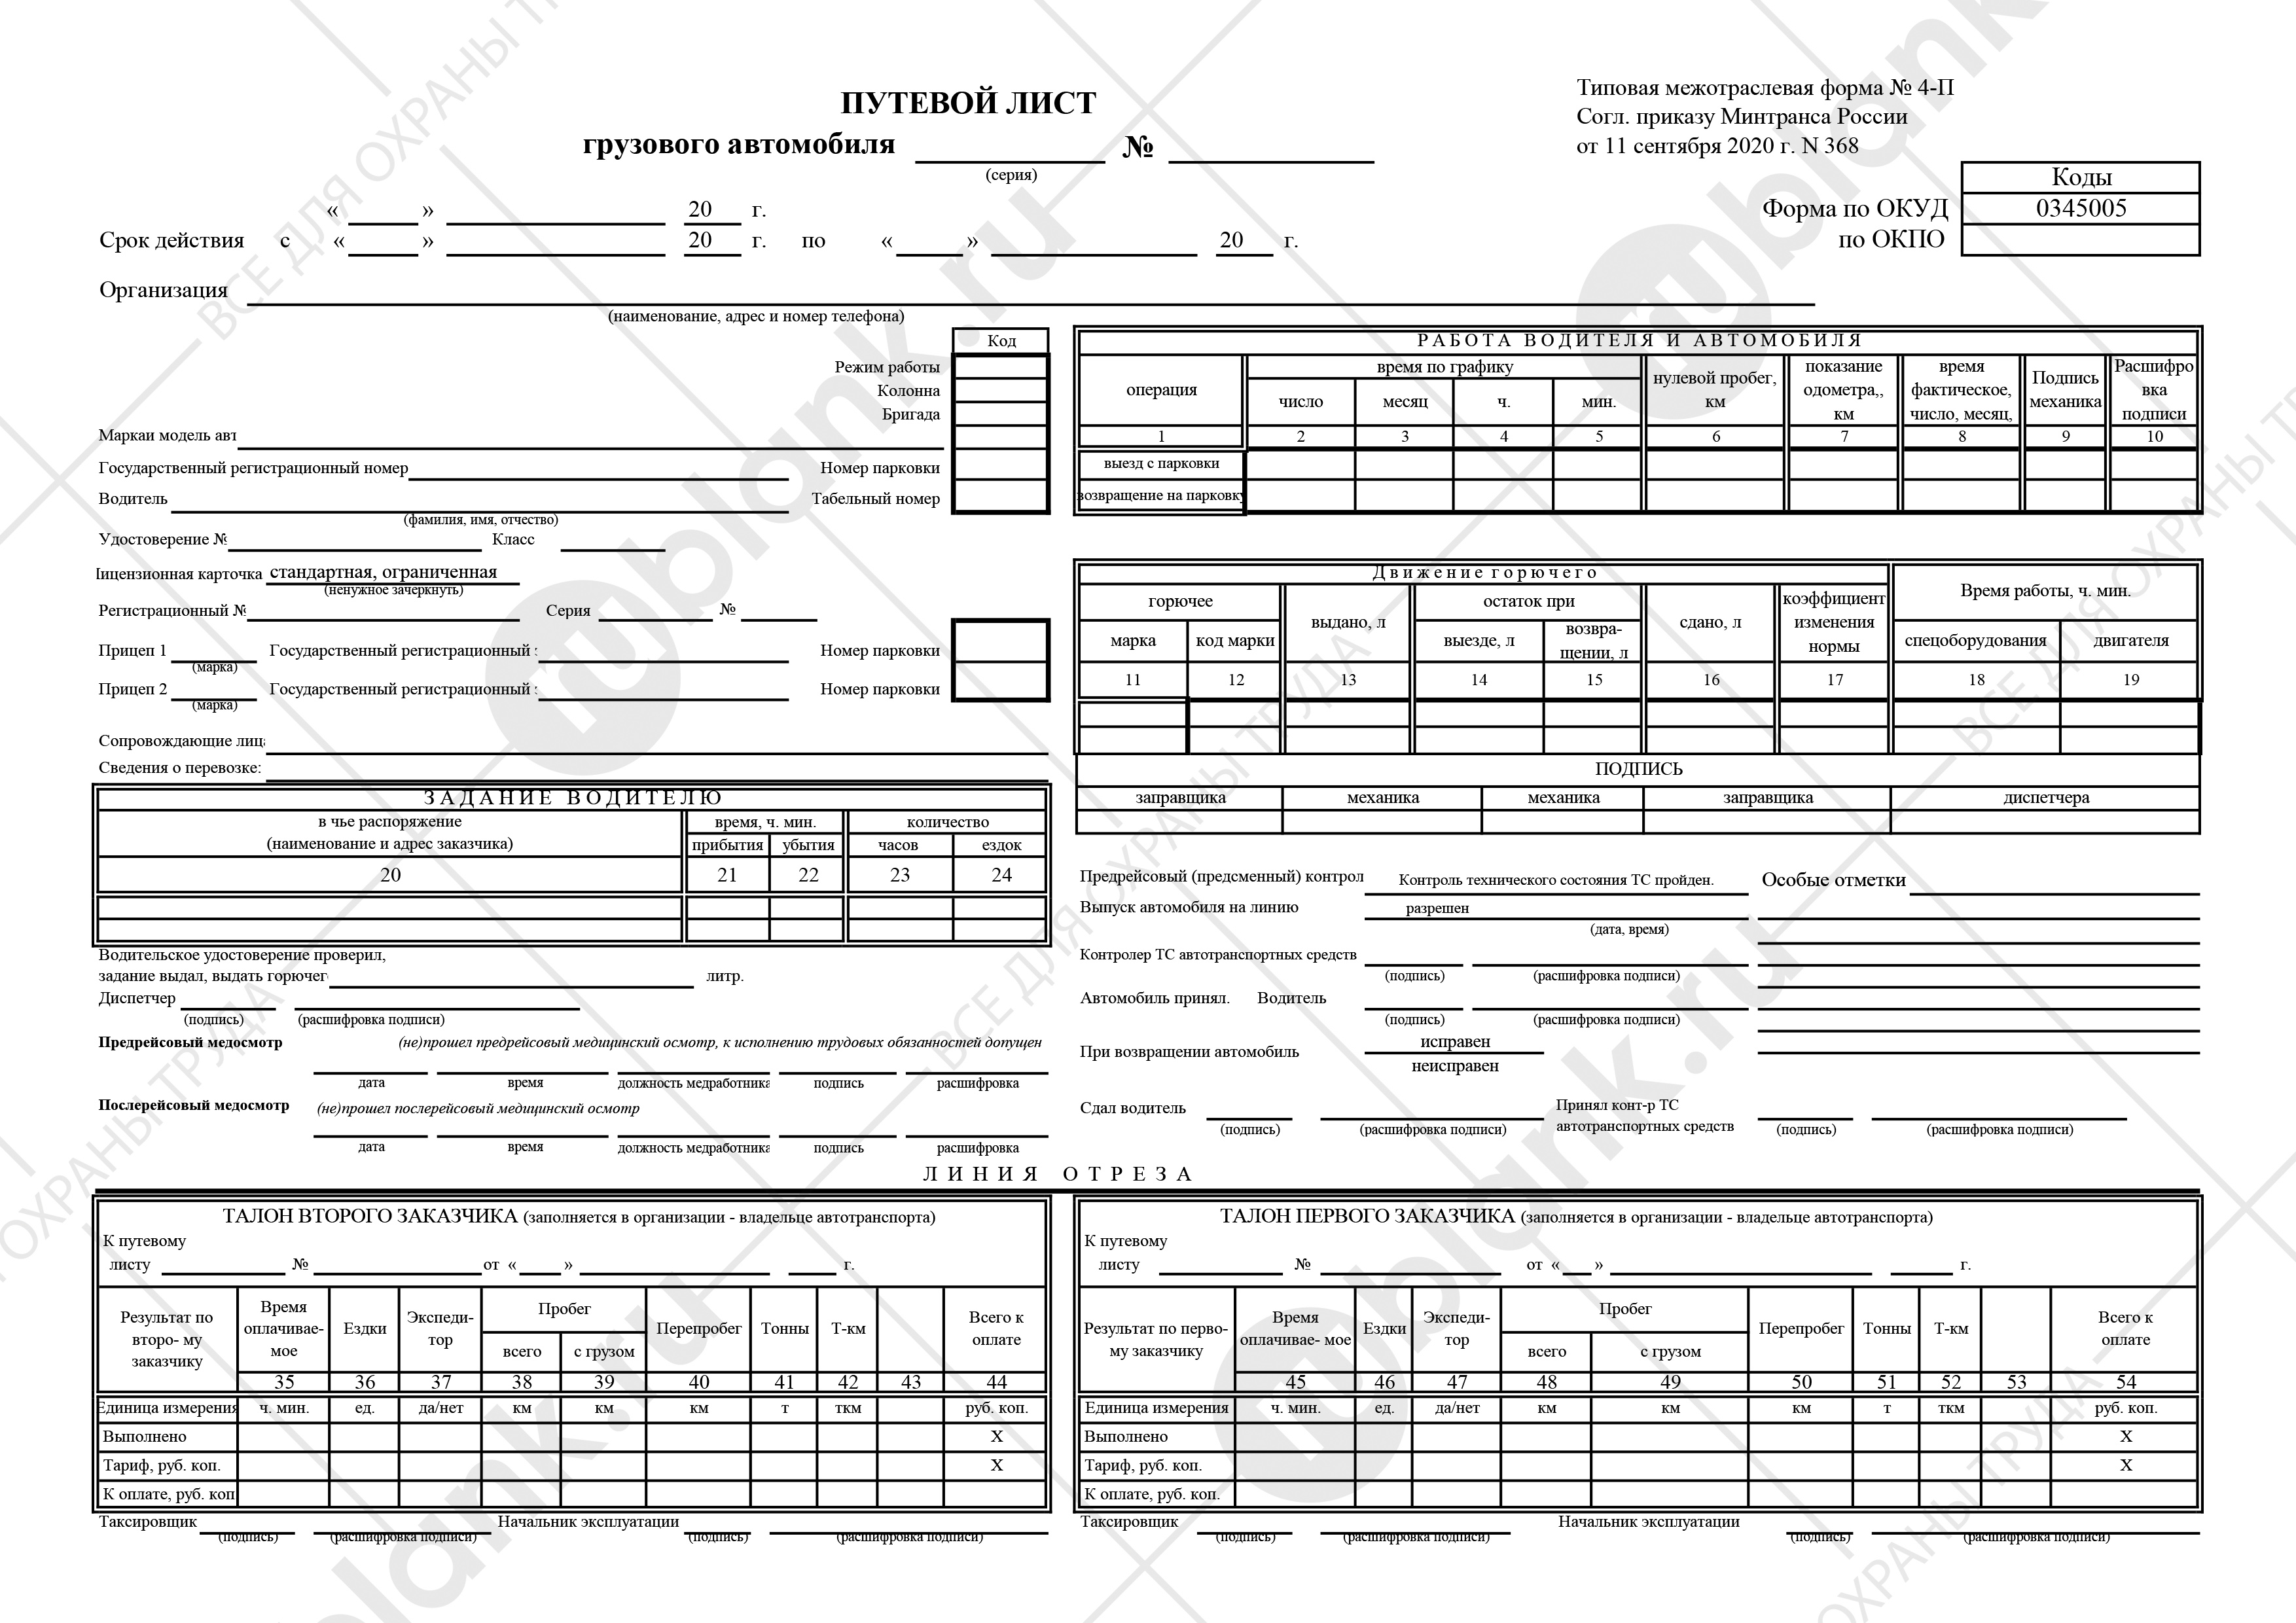 ПУТЕВОЙ ЛИСТ
грузового автомобиля №
(серия)
Типовая межотраслевая форма № 4-П
Согл. приказу Минтранса России
от 11 сентября 2020 г. N 368
Коды
Форма по ОКУД 0345005
по ОКПО
« » 20 г.
Срок действия с « » 20 г. по « » 20 г.
Организация
(наименование, адрес и номер телефона)
Код
Режим работы
Колонна
Бригада
Маркаи модель авт
Государственный регистрационный номер Номер парковки
Водитель Табельный номер
(фамилия, имя, отчество)
Удостоверение № Класс
Лицензионная карточка стандартная, ограниченная
(ненужное зачеркнуть)
Регистрационный № Серия №
Прицеп 1 Государственный регистрационный Номер парковки
(марка)
Прицеп 2 Государственный регистрационный Номер парковки
(марка)
Сопровождающие лица
Сведения о перевозке:
РАБОТА ВОДИТЕЛЯ И АВТОМОБИЛЯ
операция время по графику нулевой пробег, км показание одометра,, км время фактическое, число, месяц, Подпись механика Расшифро вка подписи
число месяц ч. мин.
1 2 3 4 5 6 7 8 9 10
выезд с парковки
возвращение на парковку
Движение горючего Время работы, ч. мин.
горючее выдано, л остаток при сдано, л коэффициент изменения нормы
марка код марки выезде, л возвра- щении, л спецоборудования двигателя
11 12 13 14 15 16 17 18 19
ПОДПИСЬ
заправщика механика механика заправщика диспетчера
ЗАДАНИЕ ВОДИТЕЛЮ
в чье распоряжение (наименование и адрес заказчика) время, ч. мин. количество
прибытия убытия часов ездок
20 21 22 23 24
Водительское удостоверение проверил,
задание выдал, выдать горючег литр.
Диспетчер
(подпись) (расшифровка подписи)
Предрейсовый медосмотр (не)прошел предрейсовый медицинский осмотр, к исполнению трудовых обязанностей допущен
дата время должность медработника подпись расшифровка
Послерейсовый медосмотр (не)прошел послерейсовый медицинский осмотр
дата время должность медработника подпись расшифровка
Предрейсовый (предсменный) контрол Контроль технического состояния ТС пройден. Особые отметки
Выпуск автомобиля на линию разрешен
(дата, время)
Контролер ТС автотранспортных средств
(подпись) (расшифровка подписи)
Автомобиль принял. Водитель
(подпись) (расшифровка подписи)
При возвращении автомобиль исправен
неисправен
Сдал водитель Принял конт-р ТС
автотранспортных средств
(подпись) (расшифровка подписи) (подпись) (расшифровка подписи)
ЛИНИЯ ОТРЕЗА
ТАЛОН ВТОРОГО ЗАКАЗЧИКА (заполняется в организации - владельце автотранспорта)
К путевому
листу № от « » г.
Результат по второ- му заказчику Время оплачивае- мое Ездки Экспеди- тор Пробег Перепробег Тонны Т-км Всего к оплате
всего с грузом
35 36 37 38 39 40 41 42 43 44
Единица измерения ч. мин. ед. да/нет км км км т ткм руб. коп.
Выполнено X
Тариф, руб. коп. X
К оплате, руб. коп
Таксировщик Начальник эксплуатации
(подпись) (расшифровка подписи) (подпись) (расшифровка подписи)
ТАЛОН ПЕРВОГО ЗАКАЗЧИКА (заполняется в организации - владельце автотранспорта)
К путевому
листу № от « » г.
Результат по перво- му заказчику Время оплачивае- мое Ездки Экспеди- тор Пробег Перепробег Тонны Т-км Всего к оплате
всего с грузом
45 46 47 48 49 50 51 52 53 54
Единица измерения ч. мин. ед. да/нет км км км т ткм руб. коп.
Выполнено X
Тариф, руб. коп. X
К оплате, руб. коп.
Таксировщик Начальник эксплуатации
(подпись) (расшифровка подписи) (подпись) (расшифровка подписи)
rublank.ru
ВСЕ ДЛЯ ОХРАНЫ ТРУДА